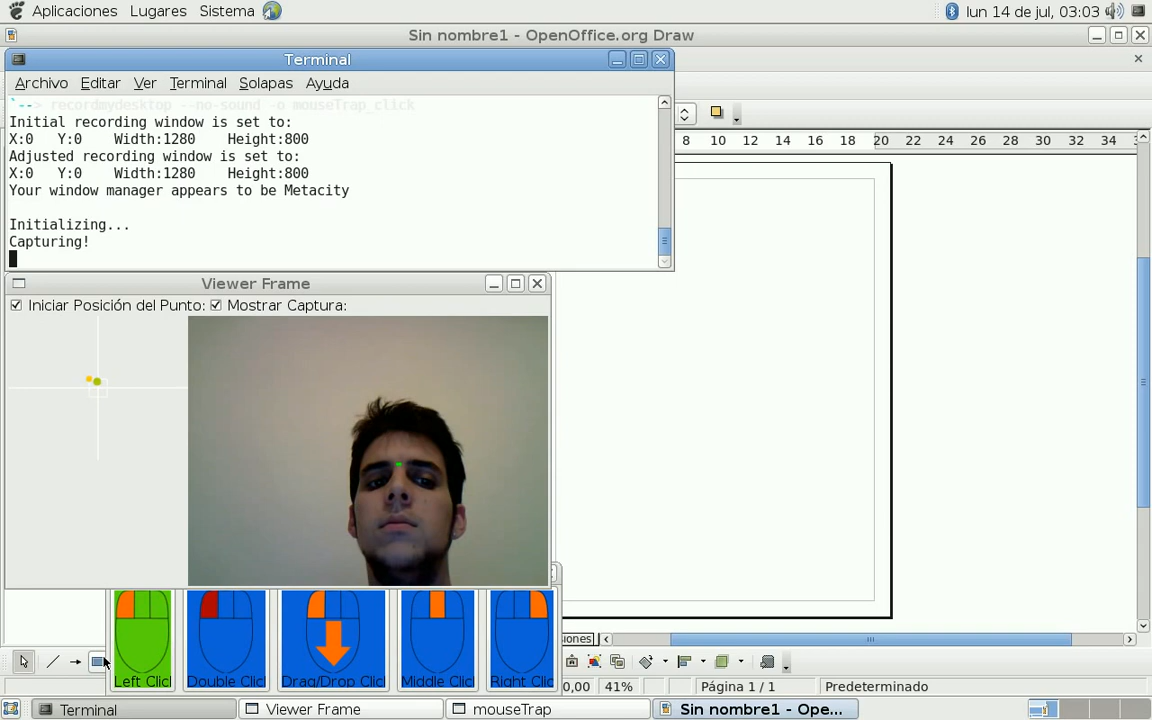 Aplicaciones Lugares Sistema lun 14 de jul, 03:03
Sin nombre1 - OpenOffice.org Draw
Terminal
Archivo Editar Ver Terminal Solapas Ayuda
`--> recordmydesktop --no-sound -o mouseTrap_click
Initial recording window is set to:
X:0 Y:0 Width:1280 Height:800
Adjusted recording window is set to:
X:0 Y:0 Width:1280 Height:800
Your window manager appears to be Metacity
Initializing...
Capturing!
8 10 12 14 16 18 20 22 24 26 28 30 32 34
Viewer Frame
Iniciar Posición del Punto: Mostrar Captura:
Left Clic Double Clic Drag/Drop Clic Middle Clic Right Clic
iones
0,00 41% Página 1 / 1 Predeterminado
Terminal Viewer Frame mouseTrap Sin nombre1 - Ope...